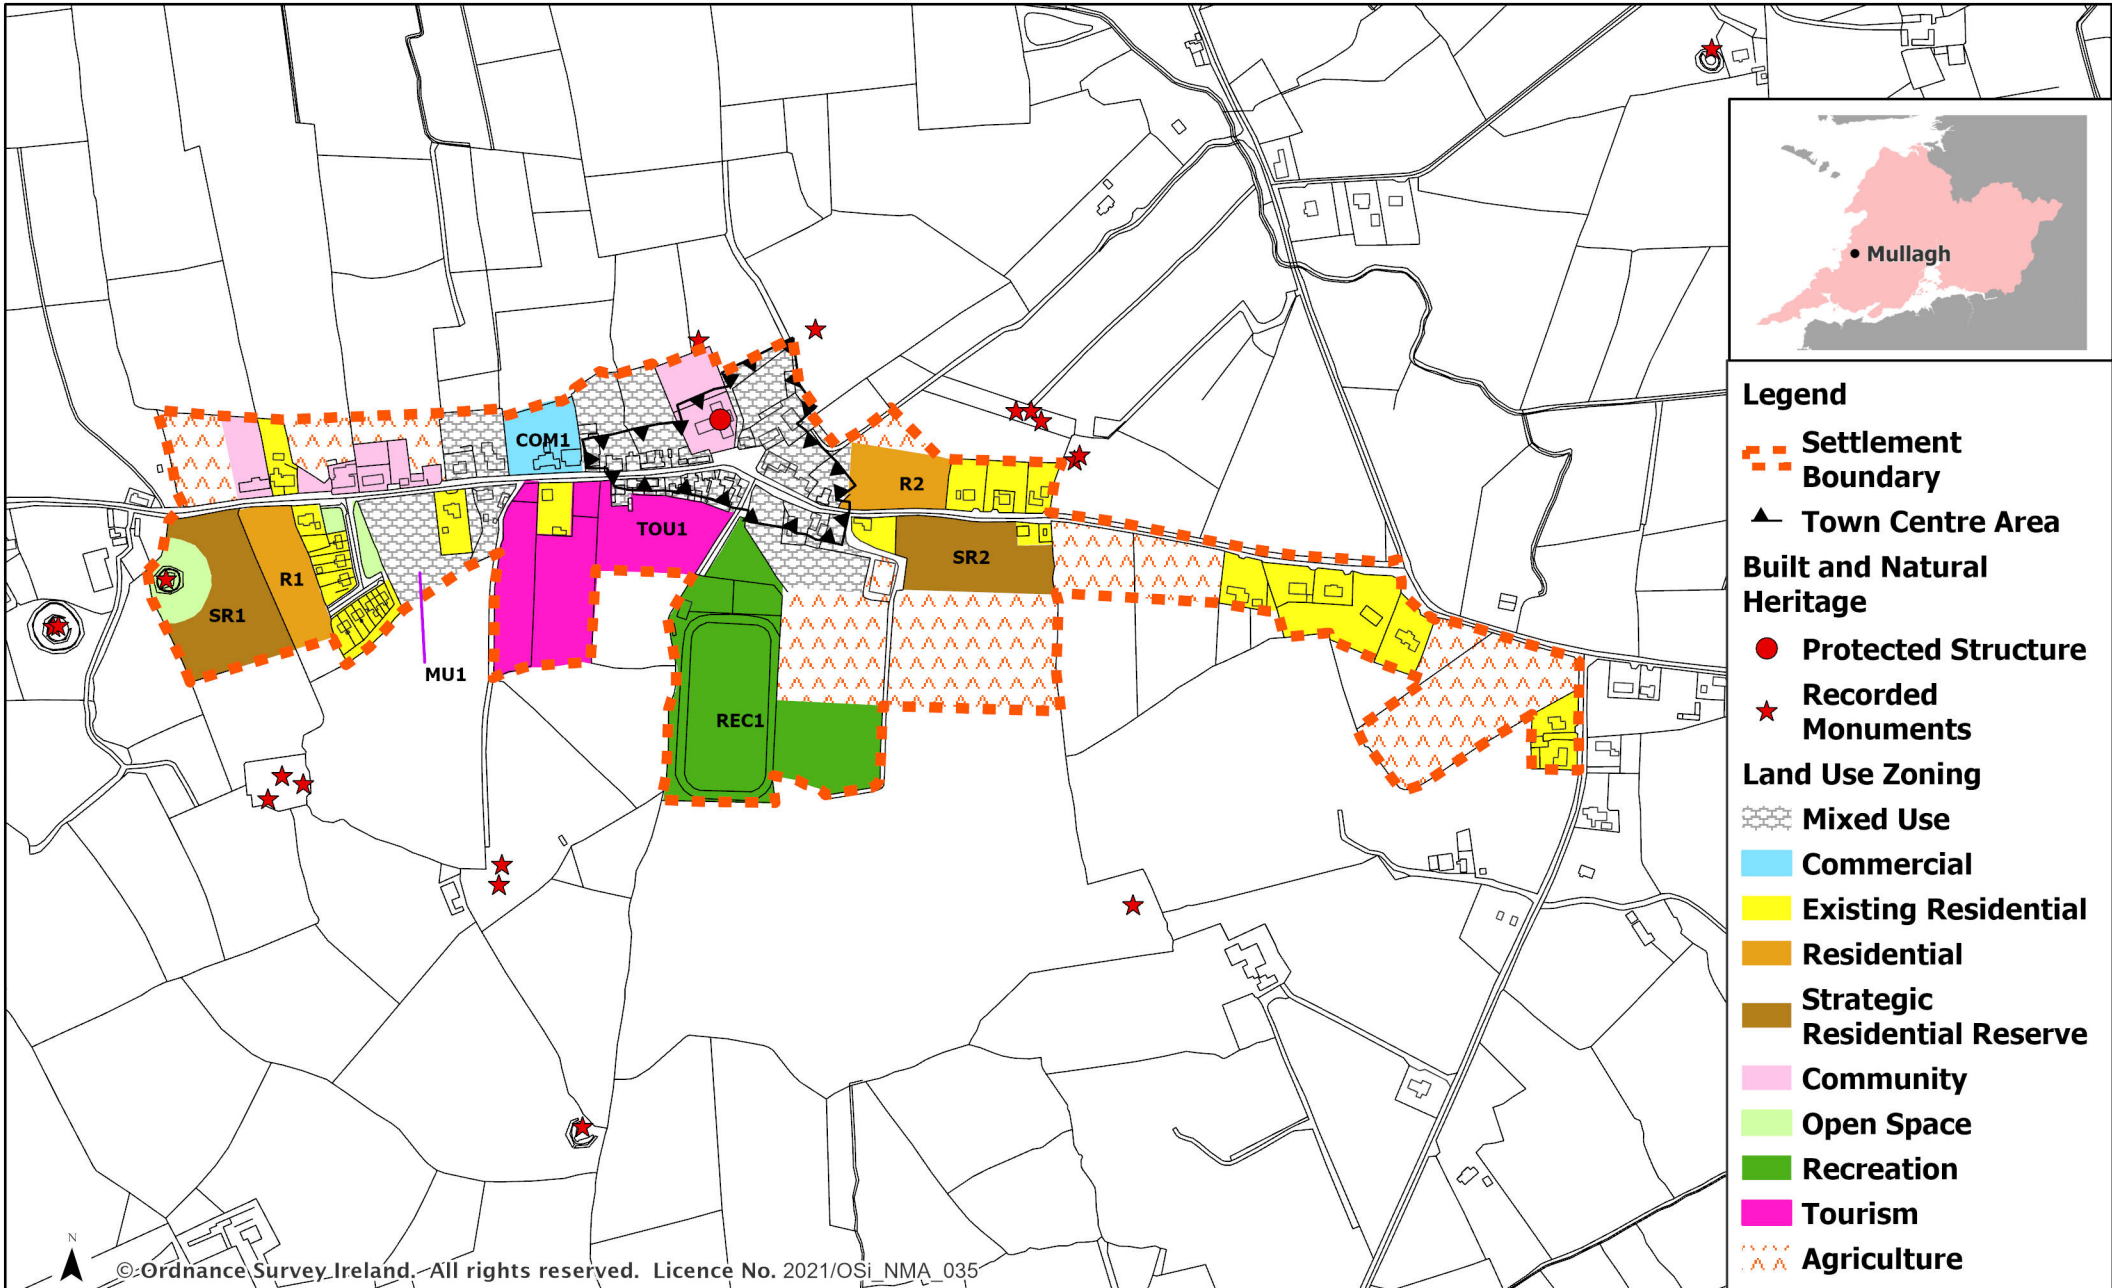 Mullagh
Legend
Settlement
Boundary
Town Centre Area
Built and Natural
Heritage
Protected Structure
Recorded
Monuments
Land Use Zoning
Mixed Use
Commercial
Existing Residential
Residential
Strategic
Residential Reserve
Community
Open Space
Recreation
Tourism
Agriculture
COM1
R2
TOU1
SR2
R1
SR1
MU1
REC1
N
© Ordnance Survey Ireland. All rights reserved. Licence No. 2021/OSi_NMA_035